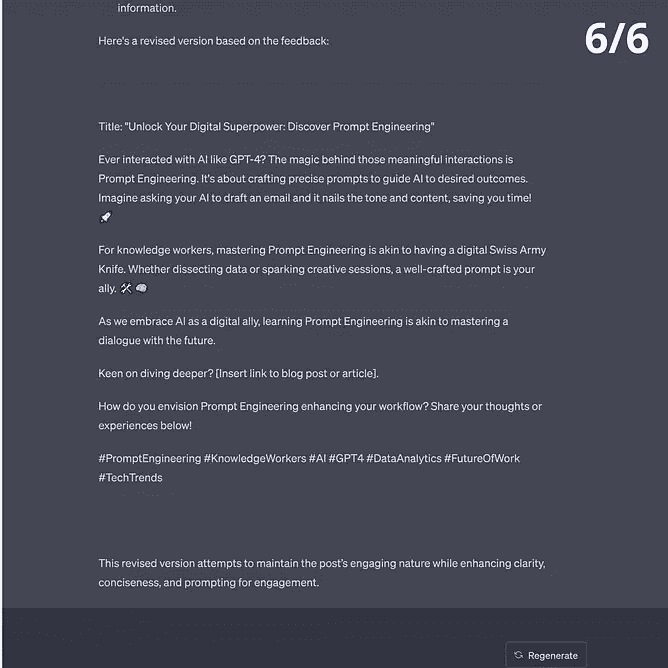 information.
6/6
Here's a revised version based on the feedback:
Title: "Unlock Your Digital Superpower: Discover Prompt Engineering"
Ever interacted with AI like GPT-4? The magic behind those meaningful interactions is
Prompt Engineering. It's about crafting precise prompts to guide AI to desired outcomes.
Imagine asking your AI to draft an email and it nails the tone and content, saving you time!
🚀
For knowledge workers, mastering Prompt Engineering is akin to having a digital Swiss Army
Knife. Whether dissecting data or sparking creative sessions, a well-crafted prompt is your
ally. 🛠️ 🧠
As we embrace AI as a digital ally, learning Prompt Engineering is akin to mastering a
dialogue with the future.
Keen on diving deeper? [Insert link to blog post or article].
How do you envision Prompt Engineering enhancing your workflow? Share your thoughts or
experiences below!
#PromptEngineering #KnowledgeWorkers #AI #GPT4 #DataAnalytics #FutureOfWork
#TechTrends
This revised version attempts to maintain the post's engaging nature while enhancing clarity,
conciseness, and prompting for engagement.
Regenerate